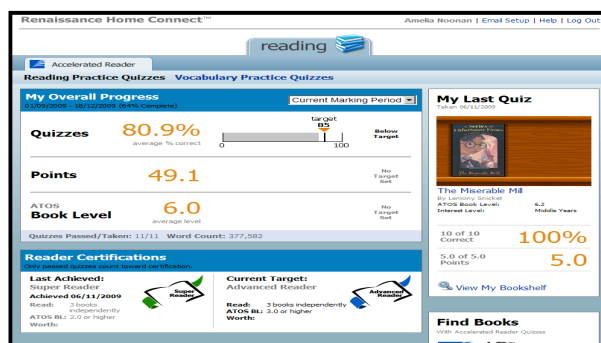 Renaissance Home Connect™
Amelia Noonan | Email Setup | Help | Log Out
reading
Accelerated Reader
Reading Practice Quizzes Vocabulary Practice Quizzes
My Overall Progress
01/09/2009 - 18/12/2009 (64% Complete)
Current Marking Period
Quizzes
80.9%
average % correct
target
85
0
100
Below
Target
Points
49.1
No
Target
Set
ATOS
Book Level
6.0
average level
No
Target
Set
Quizzes Passed/Taken: 11/11 Word Count: 377,582
Reader Certifications
Only passed quizzes count toward certification.
Last Achieved:
Super Reader
Achieved 06/11/2009
Read: 3 books
independently
ATOS BL: 2.0 or higher
Worth:
Super
Reader
Current Target:
Advanced Reader
Read: 3 books independently
ATOS BL: 3.0 or higher
Worth:
Advanced
Reader
My Last Quiz
Taken 06/11/2009
The Miserable Mill
The Miserable Mill
By Lemony Snicket
ATOS Book Level: 6.2
Interest Level: Middle Years
10 of 10
Correct
100%
5.0 of 5.0
Points
5.0
View My
Bookshelf
Find Books
With Accelerated Reader Quizzes